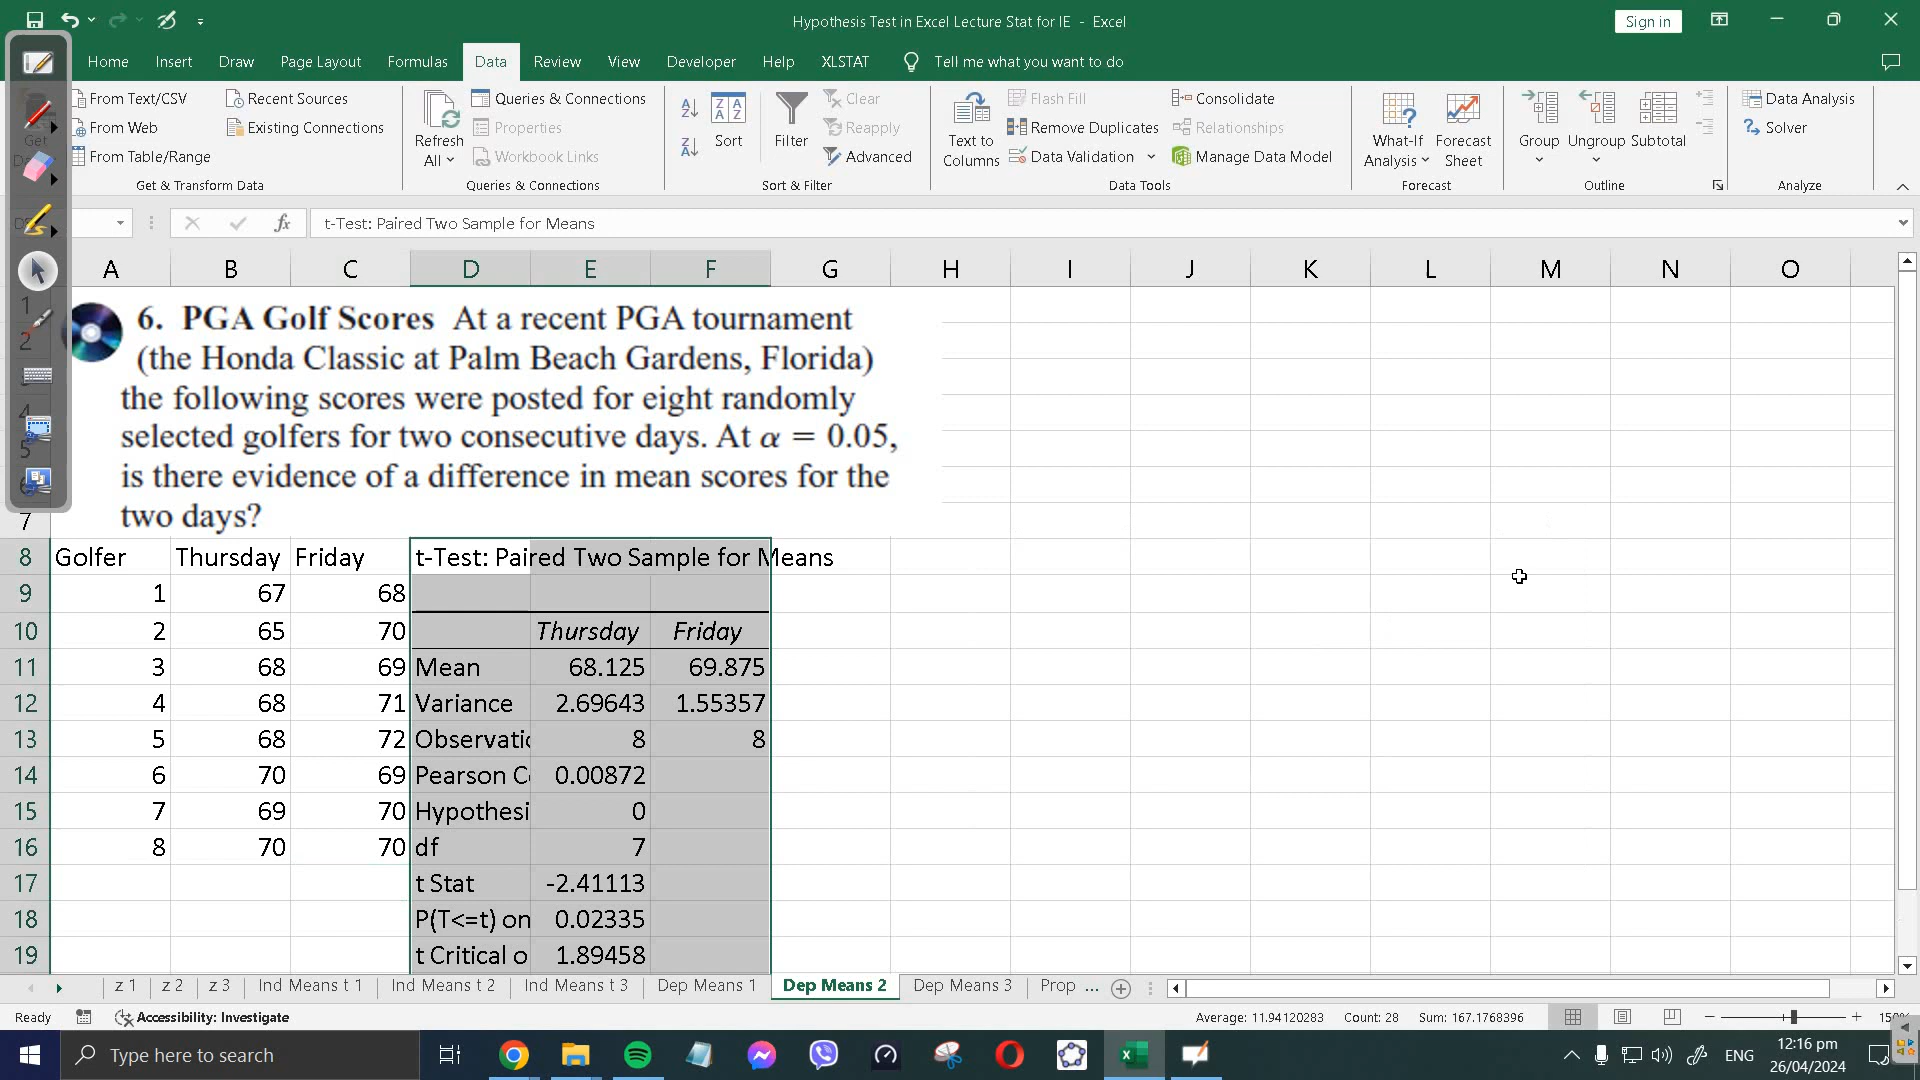 Hypothesis Test in Excel Lecture Stat for IE - Excel
Sign in
Home Insert Draw Page Layout Formulas Data Review View Developer Help XLSTAT Tell me what you want to do
From Text/CSV
From Web
From Table/Range
Recent Sources
Existing Connections
Get & Transform Data
Refresh All
Queries & Connections
Properties
Workbook Links
Queries & Connections
Sort
Filter
Clear
Reapply
Advanced
Sort & Filter
Text to Columns
Flash Fill
Remove Duplicates
Data Validation
Consolidate
Relationships
Manage Data Model
Data Tools
What-If Analysis
Forecast Sheet
Forecast
Group
Ungroup
Subtotal
Outline
Data Analysis
Solver
Analyze
fx t-Test: Paired Two Sample for Means
A B C D E F G H I J K L M N O
6. PGA Golf Scores At a recent PGA tournament
(the Honda Classic at Palm Beach Gardens, Florida)
the following scores were posted for eight randomly
selected golfers for two consecutive days. At α = 0.05,
is there evidence of a difference in mean scores for the
two days?
1
2
4
5
6
7
8 Golfer Thursday Friday t-Test: Paired Two Sample for Means
9 1 67 68
10 2 65 70 Thursday Friday
11 3 68 69 Mean 68.125 69.875
12 4 68 71 Variance 2.69643 1.55357
13 5 68 72 Observatio 8 8
14 6 70 69 Pearson C 0.00872
15 7 69 70 Hypothesi 0
16 8 70 70 df 7
17 t Stat -2.41113
18 P(T<=t) on 0.02335
19 t Critical o 1.89458
z 1 z 2 z 3 Ind Means t 1 Ind Means t 2 Ind Means t 3 Dep Means 1 Dep Means 2 Dep Means 3 Prop ...
Ready Accessibility: Investigate Average: 11.94120283 Count: 28 Sum: 167.1768396 150%
Type here to search
ENG
12:16 pm
26/04/2024